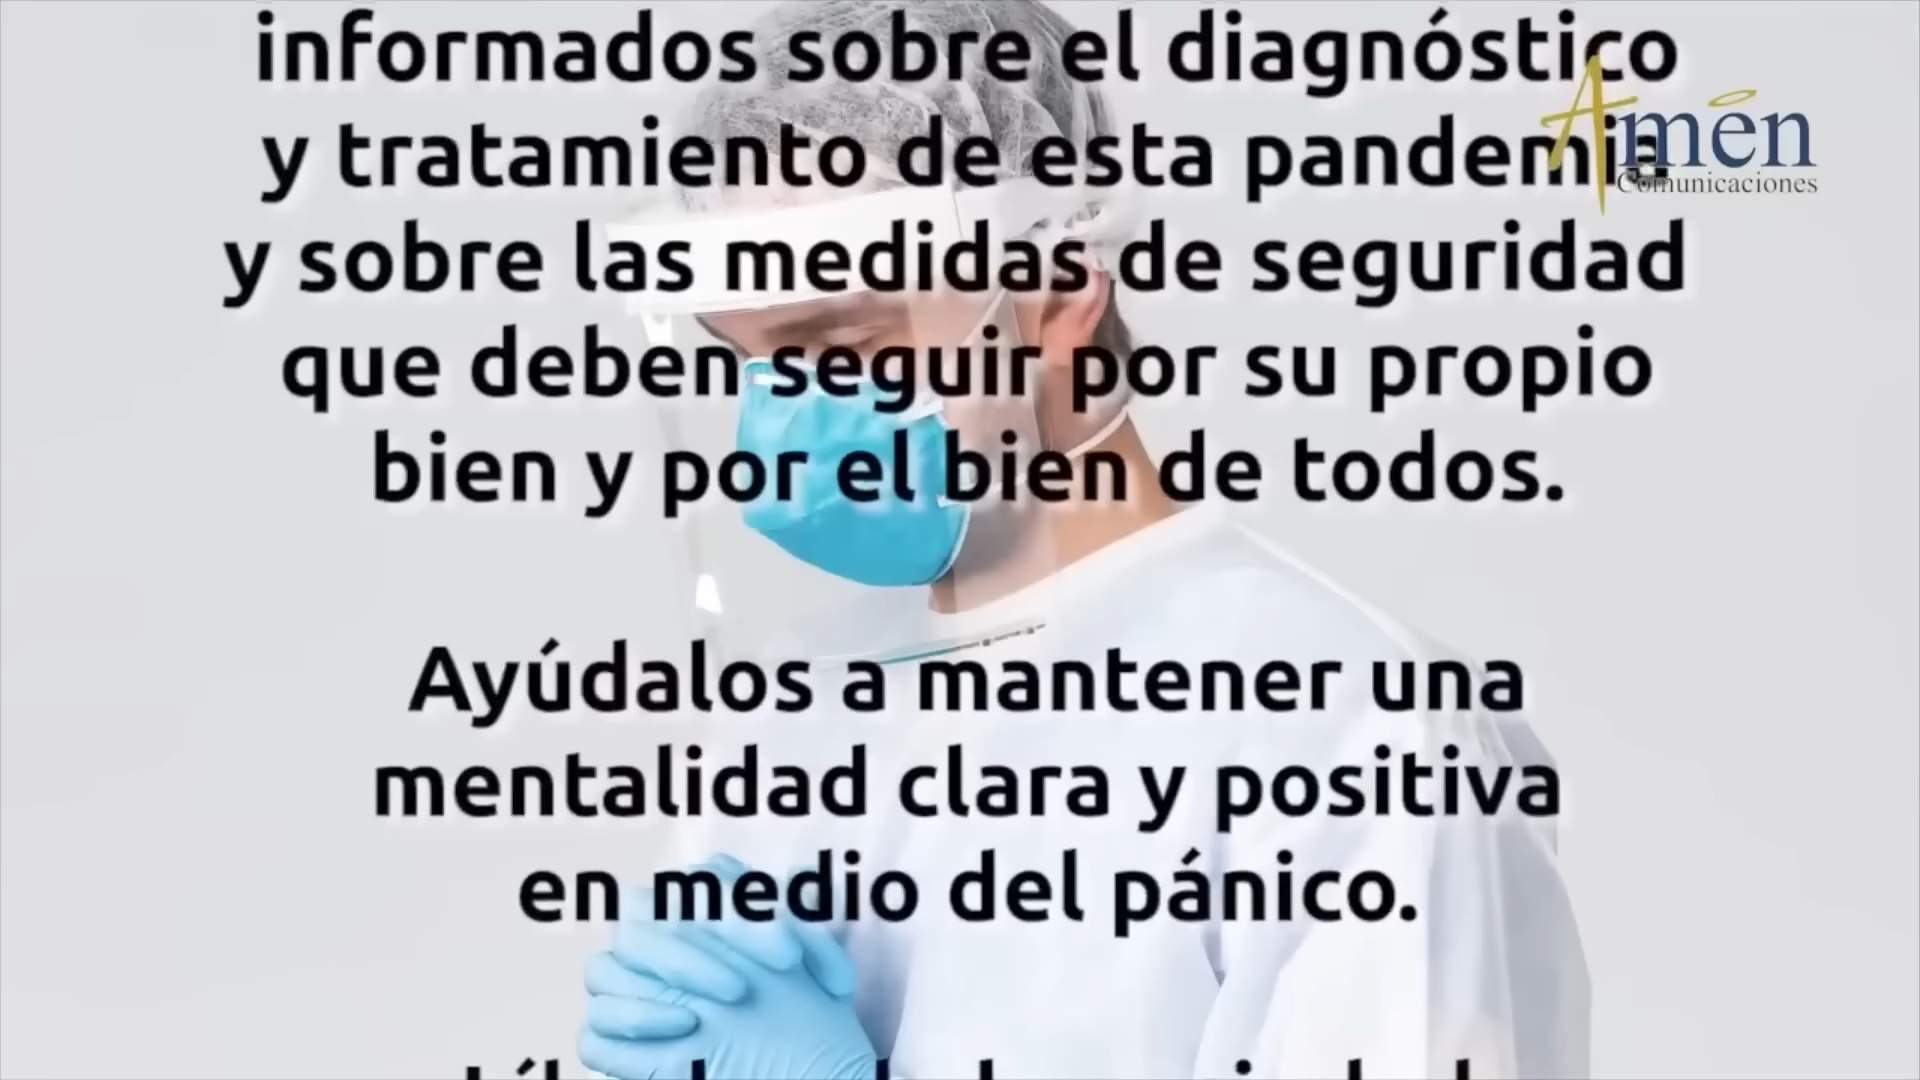 informados sobre el diagnóstico
y tratamiento de esta pandemia
y sobre las medidas de seguridad
que deben seguir por su propio
bien y por el bien de todos.
Ayúdalos a mantener una
mentalidad clara y positiva
en medio del pánico.
Amén
Comunicaciones